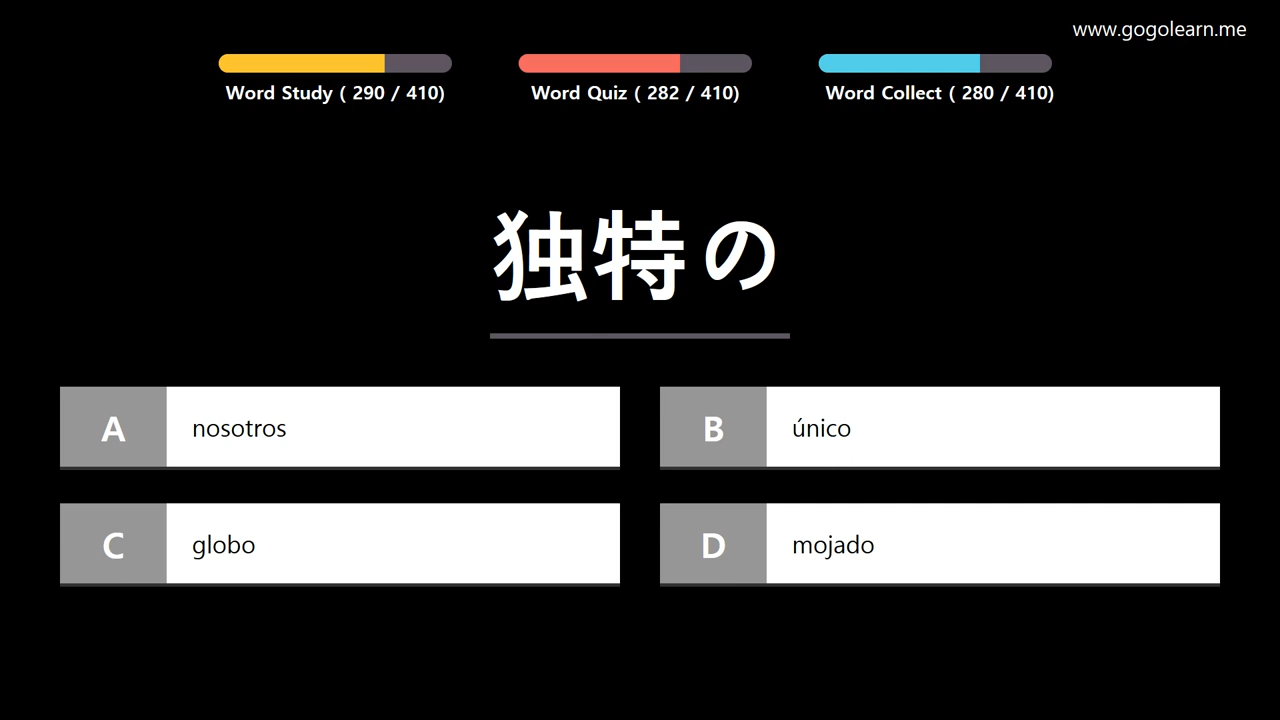 www.gogolearn.me
Word Study ( 290 / 410)
Word Quiz ( 282 / 410)
Word Collect ( 280 / 410)
独特の
A nosotros
B único
C globo
D mojado